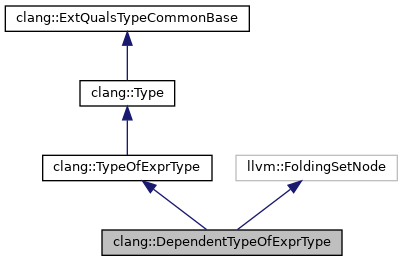 clang::ExtQualsTypeCommonBase
clang::Type
clang::TypeOfExprType
llvm::FoldingSetNode
clang::DependentTypeOfExprType